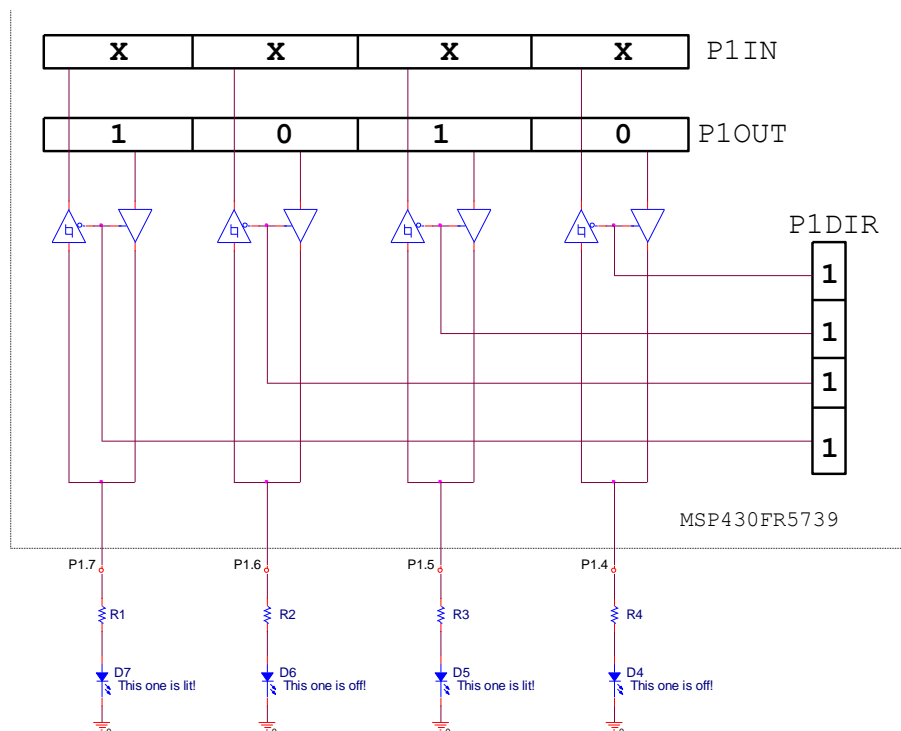 X X X X P1IN
1 0 1 0 P1OUT
P1DIR
1
1
1
1
MSP430FR5739
P1.7 P1.6 P1.5 P1.4
R1 R2 R3 R4
D7 D6 D5 D4
This one is lit! This one is off! This one is lit! This one is off!